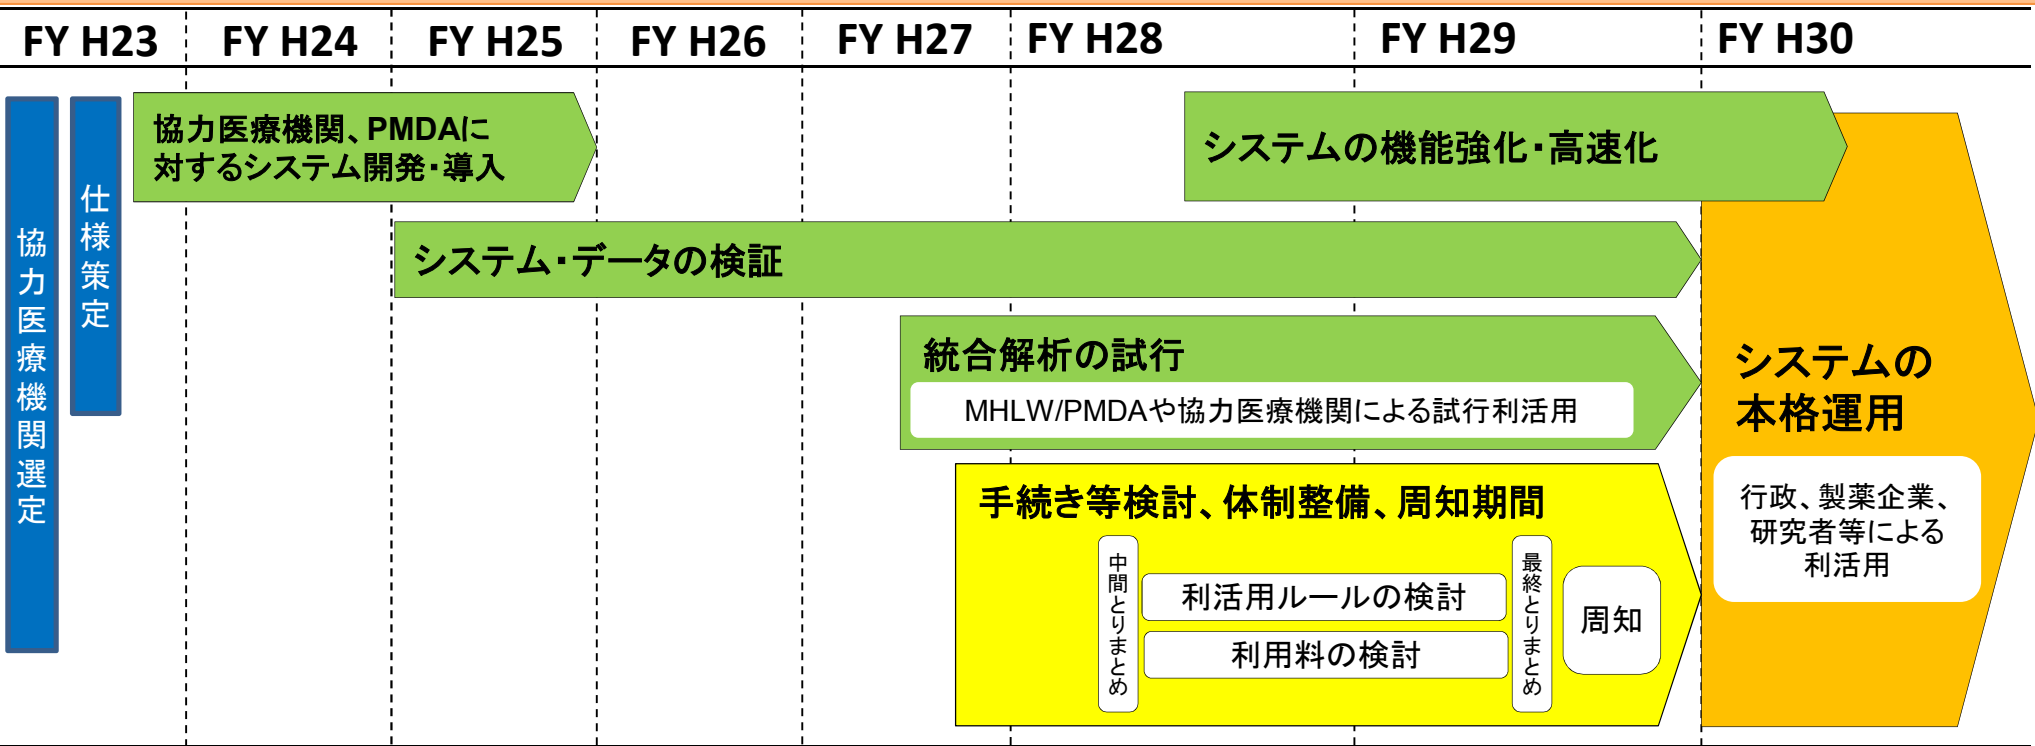 FY H23 FY H24 FY H25 FY H26 FY H27 FY H28 FY H29 FY H30
協力医療機関選定
仕様策定
協力医療機関、PMDAに
対するシステム開発・導入
システムの機能強化・高速化
システム・データの検証
統合解析の試行
MHLW/PMDAや協力医療機関による試行利活用
手続き等検討、体制整備、周知期間
中間とりまとめ
利活用ルールの検討
利用料の検討
最終とりまとめ
周知
システムの
本格運用
行政、製薬企業、
研究者等による
利活用